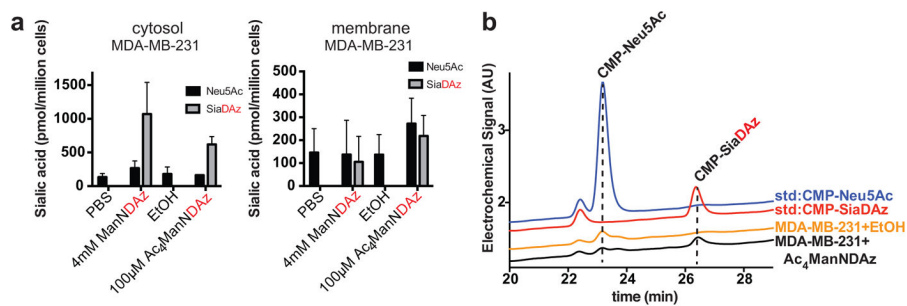 a
cytosol
MDA-MB-231
Sialic acid (pmol/million cells)
1500
1000
500
0
Neu5Ac
SiaDAz
PBS
4mM ManNDAz
EtOH
100µM Ac4ManNDAz
membrane
MDA-MB-231
Sialic acid (pmol/million cells)
500
400
300
200
100
0
Neu5Ac
SiaDAz
PBS
4mM ManNDAz
EtOH
100µM Ac4ManNDAz
b
Electrochemical Signal (AU)
3
2
CMP-Neu5Ac
CMP-SiaDAz
std:CMP-Neu5Ac
std:CMP-SiaDAz
MDA-MB-231+EtOH
MDA-MB-231+
Ac4ManNDAz
20 22 24 26 28
time (min)